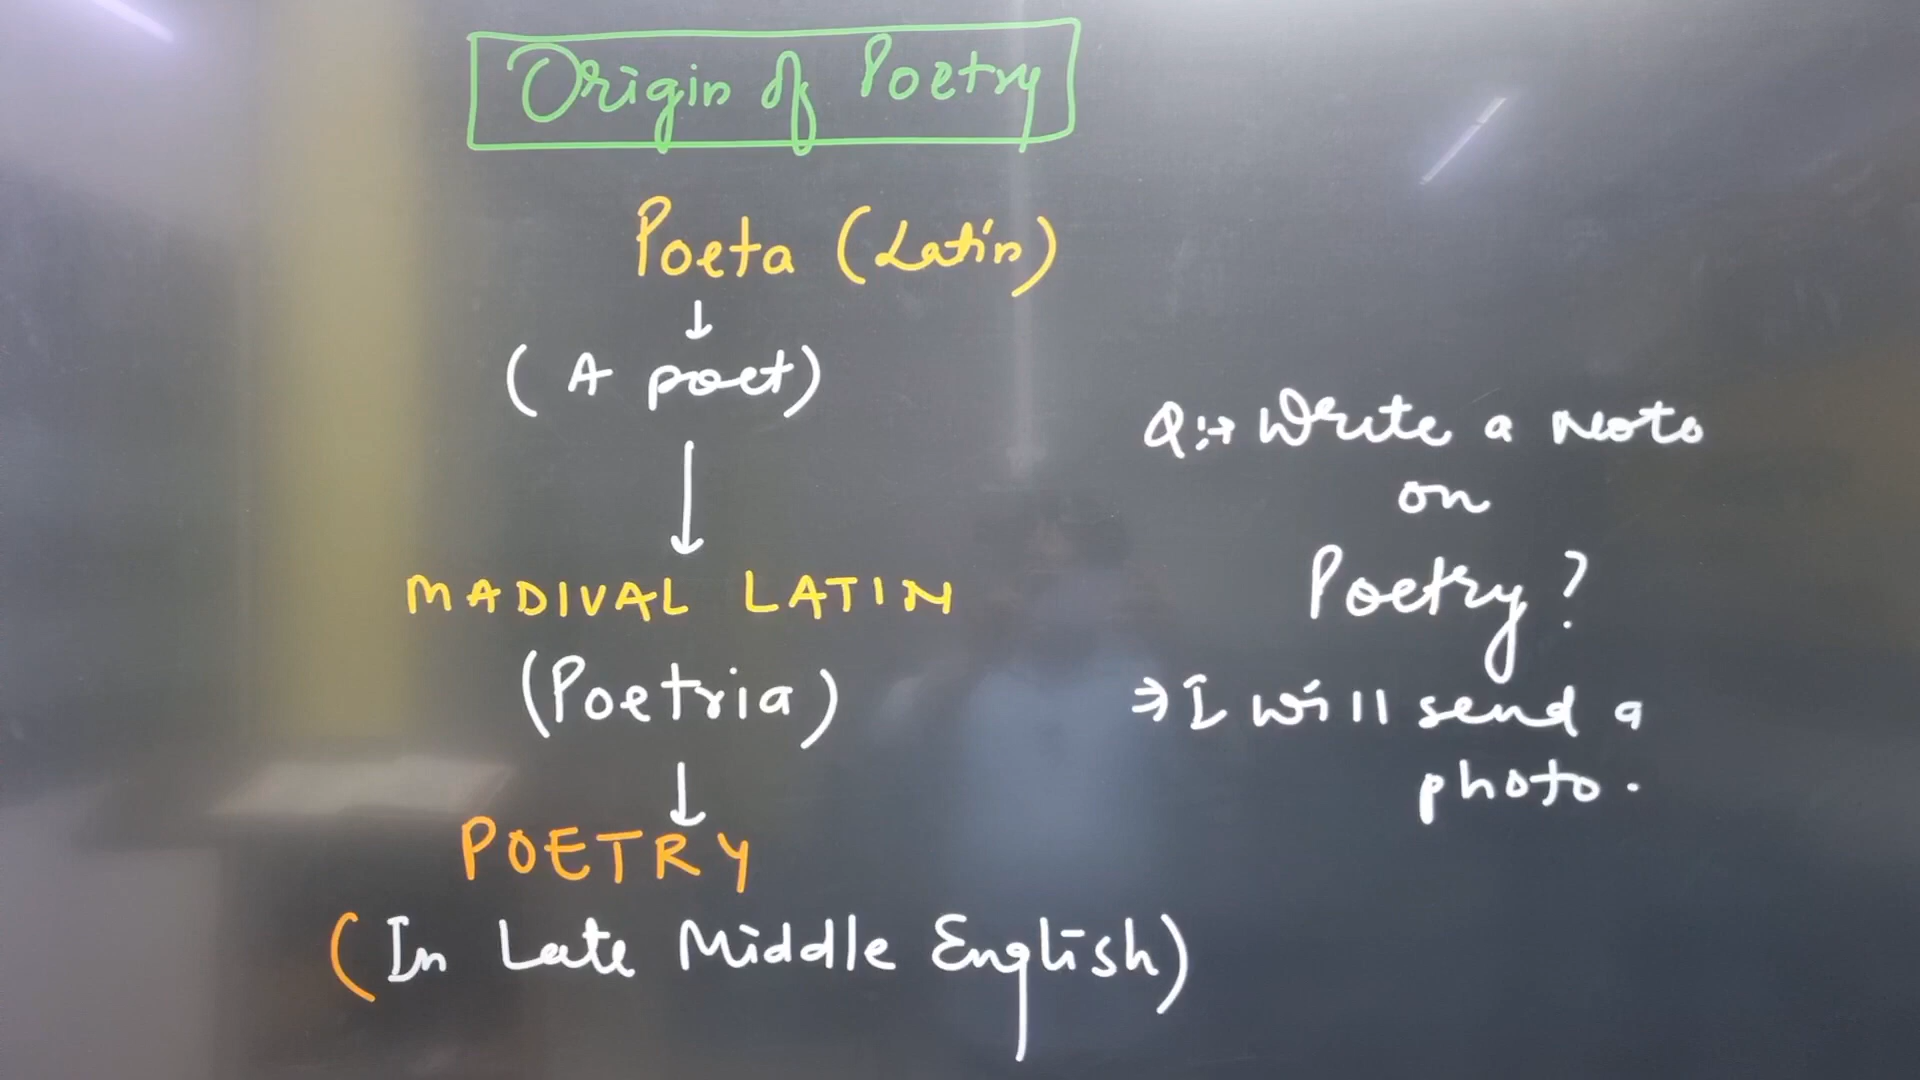 Origin of Poetry
Poeta (Latin)
↓
(A poet)
↓
MADIVAL LATIN
(Poetria)
↓
POETRY
(In Late Middle English)
Q:→ Write a Note
on
Poetry?
⇒ I will send a
photo.